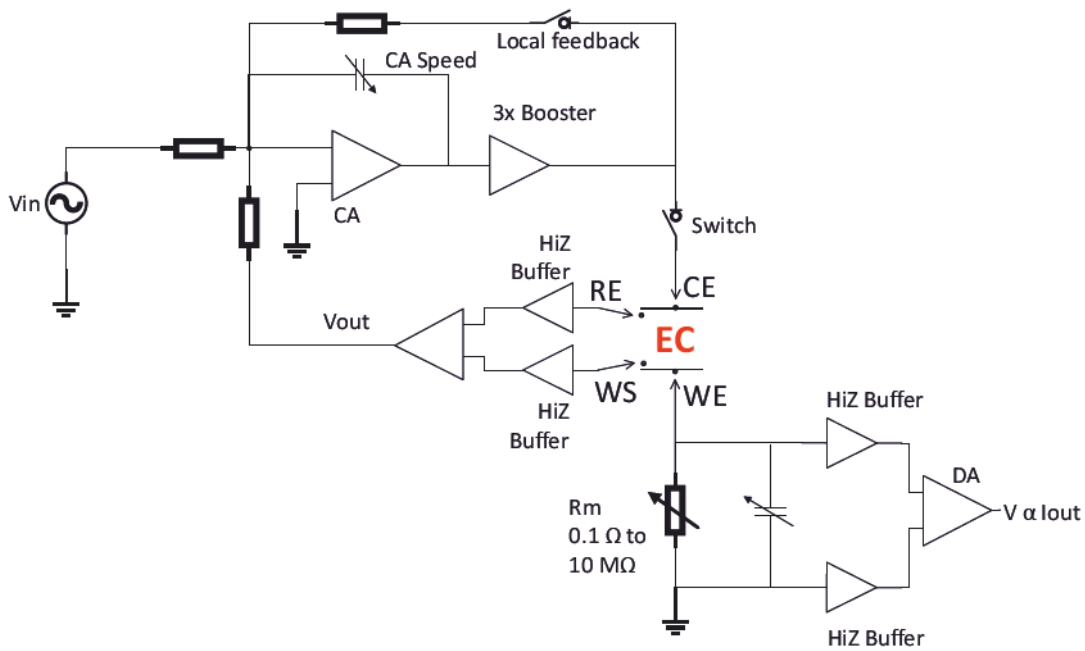 Local feedback
CA Speed
3x Booster
Vin
CA
Switch
HiZ
Buffer
RE
CE
Vout
EC
WS
WE
HiZ
Buffer
HiZ Buffer
DA
Rm
0.1 Ω to
10 MΩ
V α Iout
HiZ Buffer